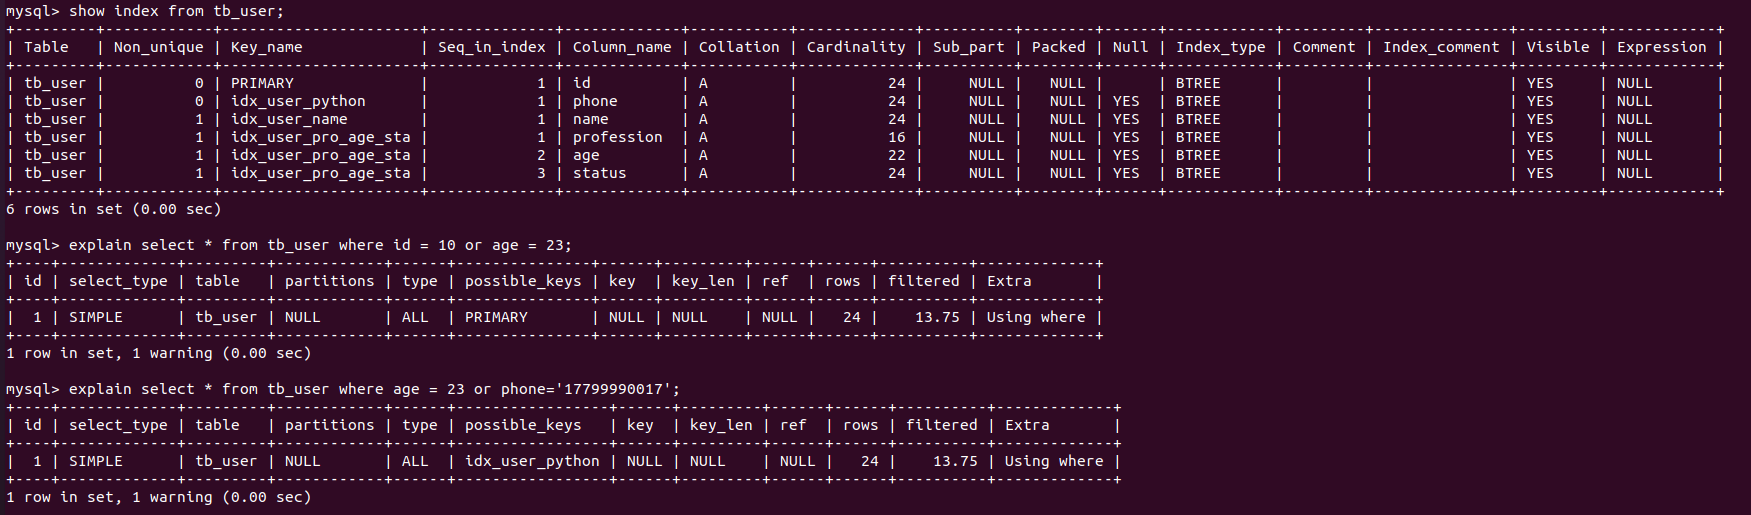 mysql> show index from tb_user;
+---------+------------+----------------------+--------------+-------------+-----------+-------------+----------+--------+------+------------+---------+---------------+---------+------------+
| Table   | Non_unique | Key_name             | Seq_in_index | Column_name | Collation | Cardinality | Sub_part | Packed | Null | Index_type | Comment | Index_comment | Visible | Expression |
+---------+------------+----------------------+--------------+-------------+-----------+-------------+----------+--------+------+------------+---------+---------------+---------+------------+
| tb_user |          0 | PRIMARY              |            1 | id          | A         |          24 |     NULL |   NULL |      | BTREE      |         |               | YES     | NULL       |
| tb_user |          0 | idx_user_python      |            1 | phone       | A         |          24 |     NULL |   NULL | YES  | BTREE      |         |               | YES     | NULL       |
| tb_user |          1 | idx_user_name        |            1 | name        | A         |          24 |     NULL |   NULL | YES  | BTREE      |         |               | YES     | NULL       |
| tb_user |          1 | idx_user_pro_age_sta |            1 | profession  | A         |          16 |     NULL |   NULL | YES  | BTREE      |         |               | YES     | NULL       |
| tb_user |          1 | idx_user_pro_age_sta |            2 | age         | A         |          22 |     NULL |   NULL | YES  | BTREE      |         |               | YES     | NULL       |
| tb_user |          1 | idx_user_pro_age_sta |            3 | status      | A         |          24 |     NULL |   NULL | YES  | BTREE      |         |               | YES     | NULL       |
+---------+------------+----------------------+--------------+-------------+-----------+-------------+----------+--------+------+------------+---------+---------------+---------+------------+
6 rows in set (0.00 sec)
mysql> explain select * from tb_user where id = 10 or age = 23;
+----+-------------+---------+------------+------+---------------+------+---------+------+------+----------+-------------+
| id | select_type | table   | partitions | type | possible_keys | key  | key_len | ref  | rows | filtered | Extra       |
+----+-------------+---------+------------+------+---------------+------+---------+------+------+----------+-------------+
|  1 | SIMPLE      | tb_user | NULL       | ALL  | PRIMARY       | NULL | NULL    | NULL |   24 |    13.75 | Using where |
+----+-------------+---------+------------+------+---------------+------+---------+------+------+----------+-------------+
1 row in set, 1 warning (0.00 sec)
mysql> explain select * from tb_user where age = 23 or phone='17799990017';
+----+-------------+---------+------------+------+-----------------+------+---------+------+------+----------+-------------+
| id | select_type | table   | partitions | type | possible_keys   | key  | key_len | ref  | rows | filtered | Extra       |
+----+-------------+---------+------------+------+-----------------+------+---------+------+------+----------+-------------+
|  1 | SIMPLE      | tb_user | NULL       | ALL  | idx_user_python | NULL | NULL    | NULL |   24 |    13.75 | Using where |
+----+-------------+---------+------------+------+-----------------+------+---------+------+------+----------+-------------+
1 row in set, 1 warning (0.00 sec)